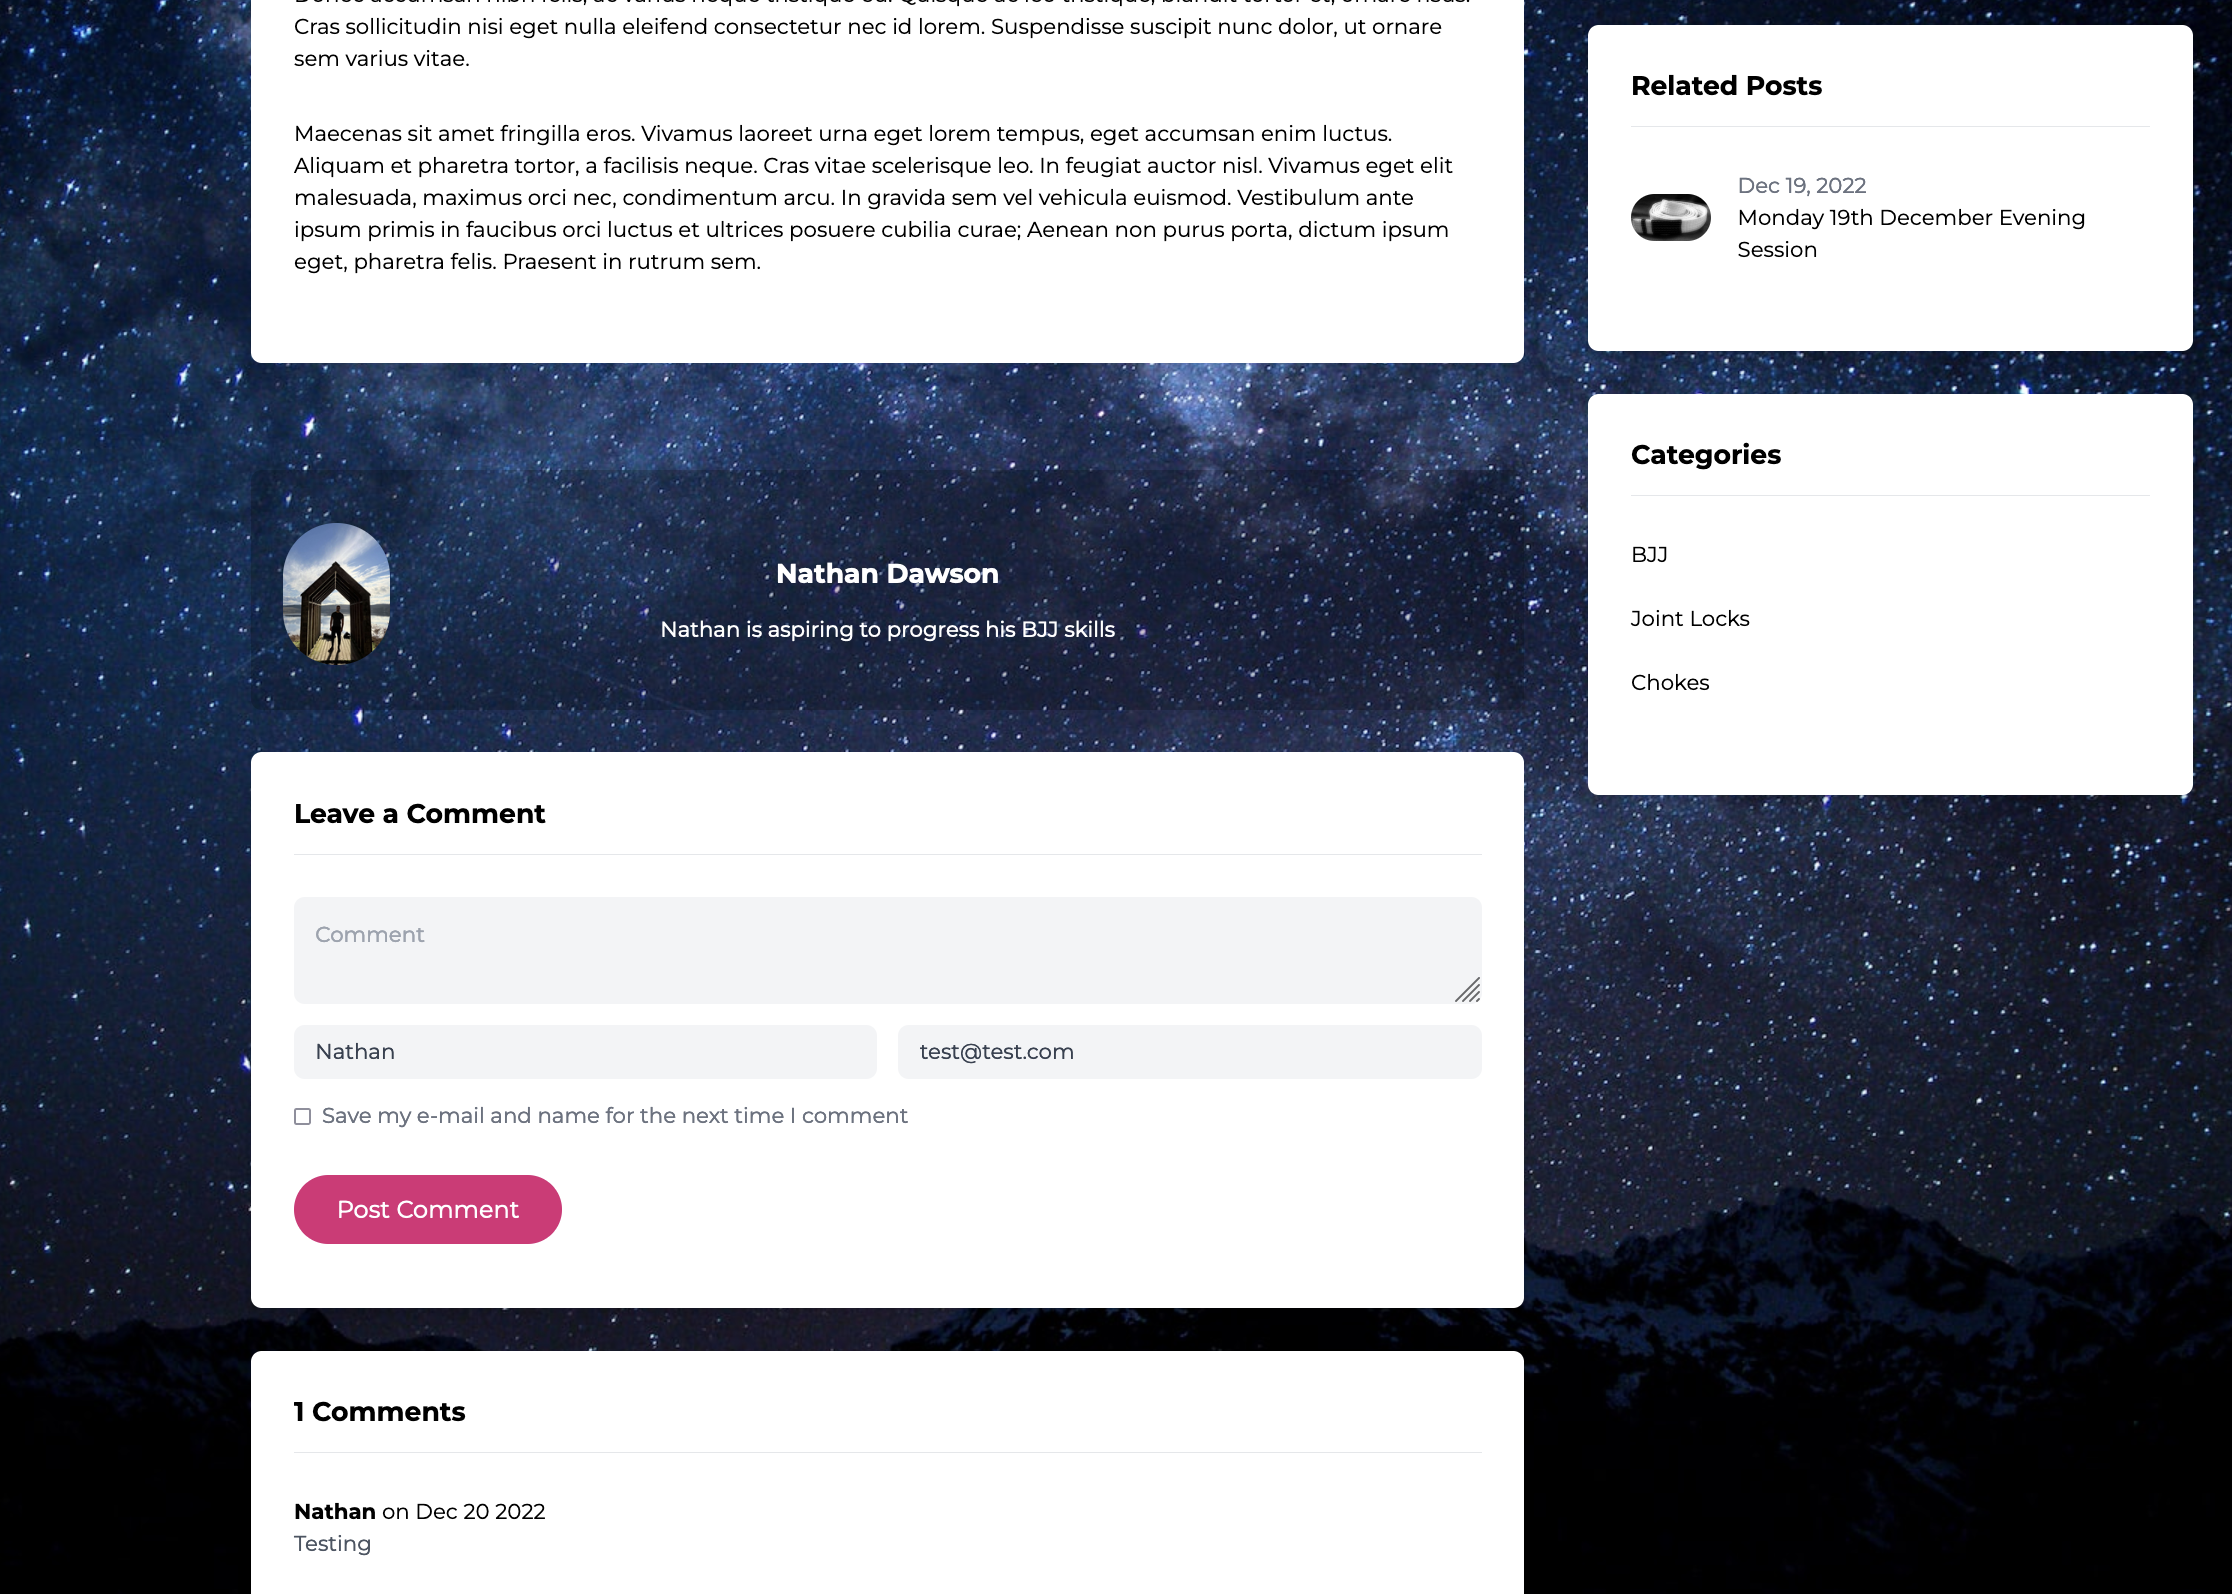 Cras sollicitudin nisi eget nulla eleifend consectetur nec id lorem. Suspendisse suscipit nunc dolor, ut ornare
sem varius vitae.
Maecenas sit amet fringilla eros. Vivamus laoreet urna eget lorem tempus, eget accumsan enim luctus.
Aliquam et pharetra tortor, a facilisis neque. Cras vitae scelerisque leo. In feugiat auctor nisl. Vivamus eget elit
malesuada, maximus orci nec, condimentum arcu. In gravida sem vel vehicula euismod. Vestibulum ante
ipsum primis in faucibus orci luctus et ultrices posuere cubilia curae; Aenean non purus porta, dictum ipsum
eget, pharetra felis. Praesent in rutrum sem.
Nathan Dawson
Nathan is aspiring to progress his BJJ skills
Leave a Comment
Comment
Nathan
test@test.com
Save my e-mail and name for the next time I comment
Post Comment
1 Comments
Nathan on Dec 20 2022
Testing
Related Posts
Dec 19, 2022
Monday 19th December Evening
Session
Categories
BJJ
Joint Locks
Chokes